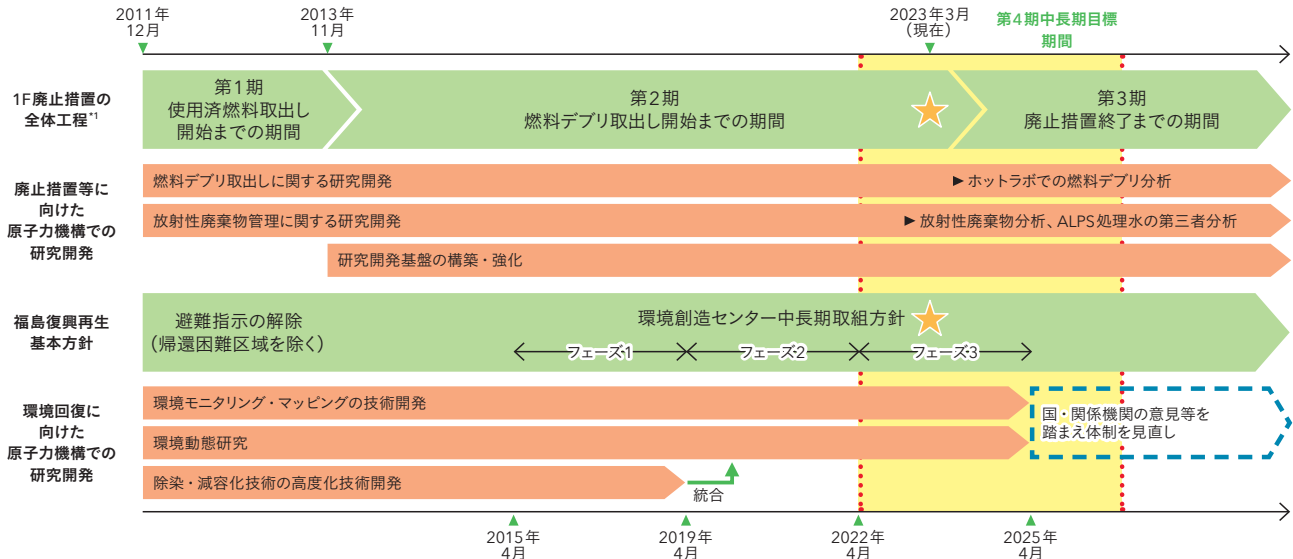 2011年
12月
2013年
11月
2023年3月
(現在)
第4期中長期目標
期間
1F廃止措置の
全体工程*1
第1期
使用済燃料取出し
開始までの期間
第2期
燃料デブリ取出し開始までの期間
第3期
廃止措置終了までの期間
廃止措置等に
向けた
原子力機構での
研究開発
燃料デブリ取出しに関する研究開発
▶ホットラボでの燃料デブリ分析
放射性廃棄物管理に関する研究開発
▶放射性廃棄物分析、ALPS処理水の第三者分析
研究開発基盤の構築・強化
福島復興再生
基本方針
避難指示の解除
(帰還困難区域を除く)
環境創造センター中長期取組方針
フェーズ1
フェーズ2
フェーズ3
環境回復に
向けた
原子力機構での
研究開発
環境モニタリング・マッピングの技術開発
環境動態研究
除染・減容化技術の高度化技術開発
統合
国・関係機関の意見等を
踏まえ体制を見直し
2015年
4月
2019年
4月
2022年
4月
2025年
4月